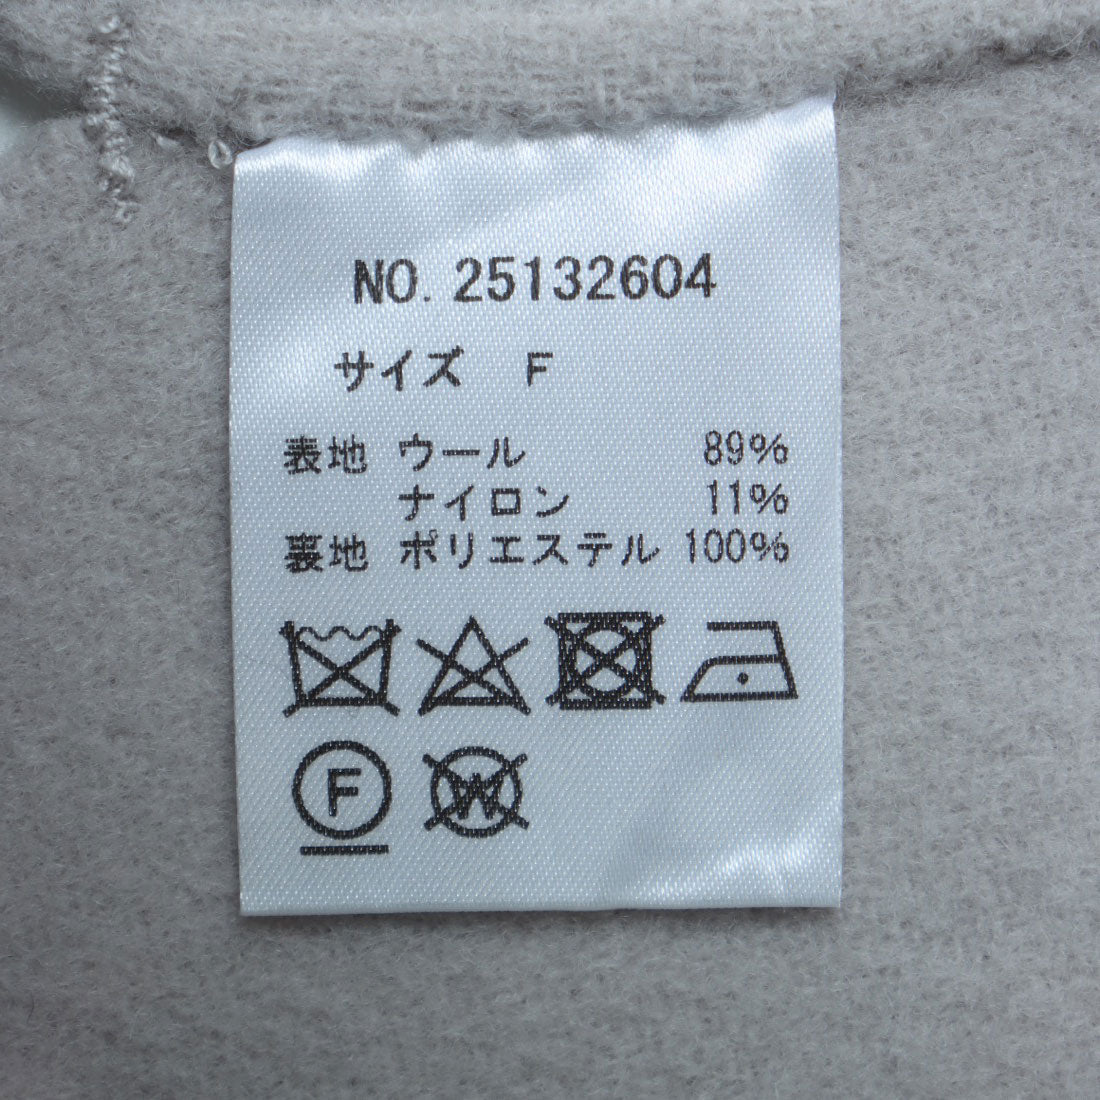 NO. 25132604
サイズ F
表地 ウール 89%
ナイロン 11%
裏地 ポリエステル 100%
F W